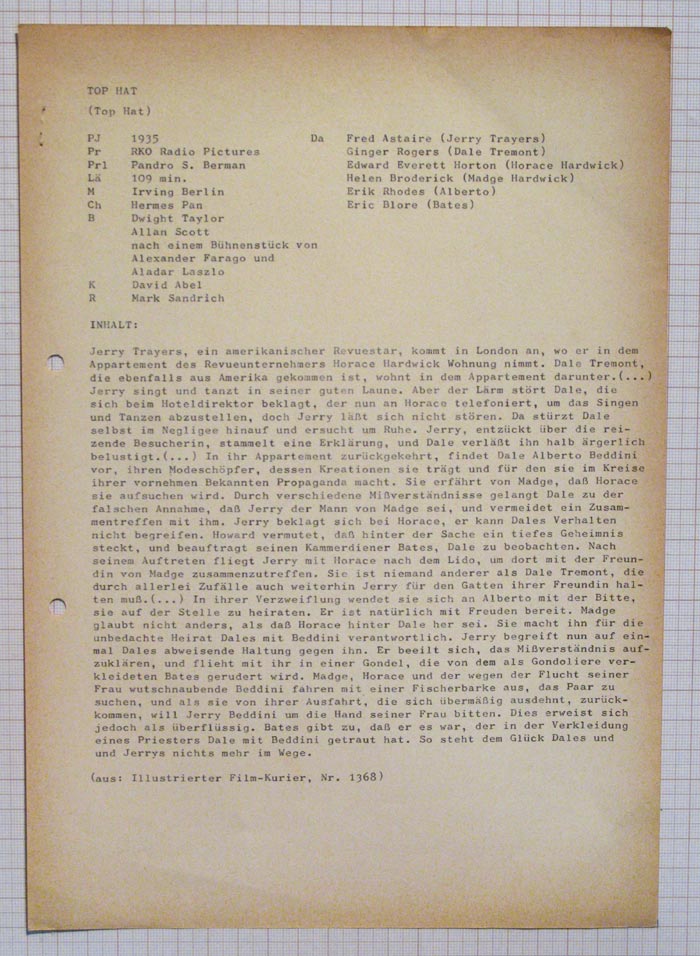 TOP HAT
(Top Hat)
PJ 1935 Da Fred Astaire (Jerry Trayers)
Pr RKO Radio Pictures Ginger Rogers (Dale Tremont)
Prl Pandro S. Berman Edward Everett Horton (Horace Hardwick)
Lä 109 min. Helen Broderick (Madge Hardwick)
M Irving Berlin Erik Rhodes (Alberto)
Ch Hermes Pan Eric Blore (Bates)
B Dwight Taylor
Allan Scott
nach einem Bühnenstück von
Alexander Farago und
Aladar Laszlo
K David Abel
R Mark Sandrich
INHALT:
Jerry Trayers, ein amerikanischer Revuestar, kommt in London an, wo er in dem
Appartement des Revueunternehmers Horace Hardwick Wohnung nimmt. Dale Tremont,
die ebenfalls aus Amerika gekommen ist, wohnt in dem Appartement darunter.(...)
Jerry singt und tanzt in seiner guten Laune. Aber der Lärm stört Dale, die
sich beim Hoteldirektor beklagt, der nun an Horace telefoniert, um das Singen
und Tanzen abzustellen, doch Jerry läßt sich nicht stören. Da stürzt Dale
selbst im Negligee hinauf und ersucht um Ruhe. Jerry, entzückt über die rei-
zende Besucherin, stammelt eine Erklärung, und Dale verläßt ihn halb ärgerlich
belustigt.(...) In ihr Appartement zurückgekehrt, findet Dale Alberto Beddini
vor, ihren Modeschöpfer, dessen Kreationen sie trägt und für den sie im Kreise
ihrer vornehmen Bekannten Propaganda macht. Sie erfährt von Madge, daß Horace
sie aufsuchen wird. Durch verschiedene Mißverständnisse gelangt Dale zu der
falschen Annahme, daß Jerry der Mann von Madge sei, und vermeidet ein Zusam-
mentreffen mit ihm. Jerry beklagt sich bei Horace, er kann Dales Verhalten
nicht begreifen. Howard vermutet, daß hinter der Sache ein tiefes Geheimnis
steckt, und beauftragt seinen Kammerdiener Bates, Dale zu beobachten. Nach
seinem Auftreten fliegt Jerry mit Horace nach dem Lido, um dort mit der Freun-
din von Madge zusammenzutreffen. Sie ist niemand anderer als Dale Tremont, die
durch allerlei Zufälle auch weiterhin Jerry für den Gatten ihrer Freundin hal-
ten muß.(...) In ihrer Verzweiflung wendet sie sich an Alberto mit der Bitte,
sie auf der Stelle zu heiraten. Er ist natürlich mit Freuden bereit. Madge
glaubt nicht anders, als daß Horace hinter Dale her sei. Sie macht ihn für die
unbedachte Heirat Dales mit Beddini verantwortlich. Jerry begreift nun auf ein-
mal Dales abweisende Haltung gegen ihn. Er beeilt sich, das Mißverständnis auf-
zuklären, und flieht mit ihr in einer Gondel, die von dem als Gondoliere ver-
kleideten Bates gerudert wird. Madge, Horace und der wegen der Flucht seiner
Frau wutschnaubende Beddini fahren mit einer Fischerbarke aus, das Paar zu
suchen, und als sie von ihrer Ausfahrt, die sich übermäßig ausdehnt, zurück-
kommen, will Jerry Beddini um die Hand seiner Frau bitten. Dies erweist sich
jedoch als überflüssig. Bates gibt zu, daß er es war, der in der Verkleidung
eines Priesters Dale mit Beddini getraut hat. So steht dem Glück Dales und
und Jerrys nichts mehr im Wege.
(aus: Illustrierter Film-Kurier, Nr. 1368)